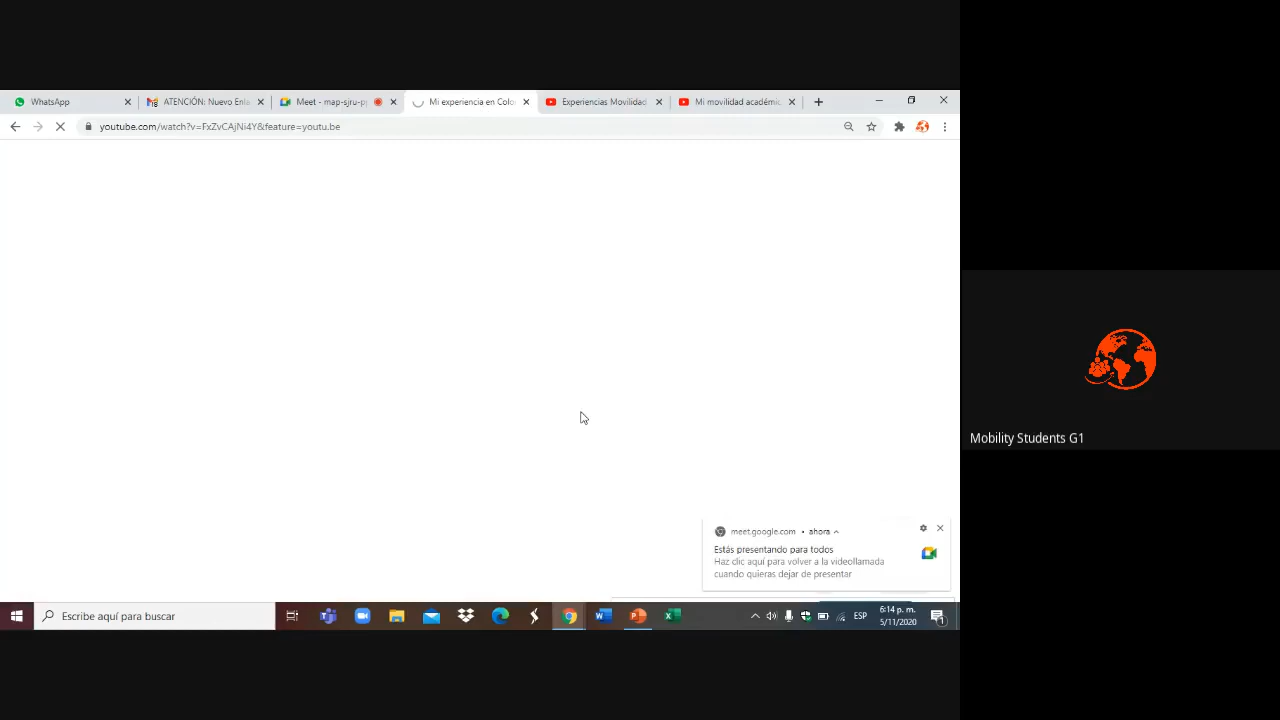 WhatsApp
ATENCIÓN: Nuevo Enla
Meet - map-sjru-p
Mi experiencia en Colo
Experiencias Movilidad
Mi movilidad académic
youtube.com/watch?v=FxZvCAjNi4Y&feature=youtu.be
Mobility Students G1
meet.google.com • ahora
Estás presentando para todos
Haz clic aquí para volver a la videollamada
cuando quieras dejar de presentar
Escribe aquí para buscar
ESP
6:14 p. m.
5/11/2020
1